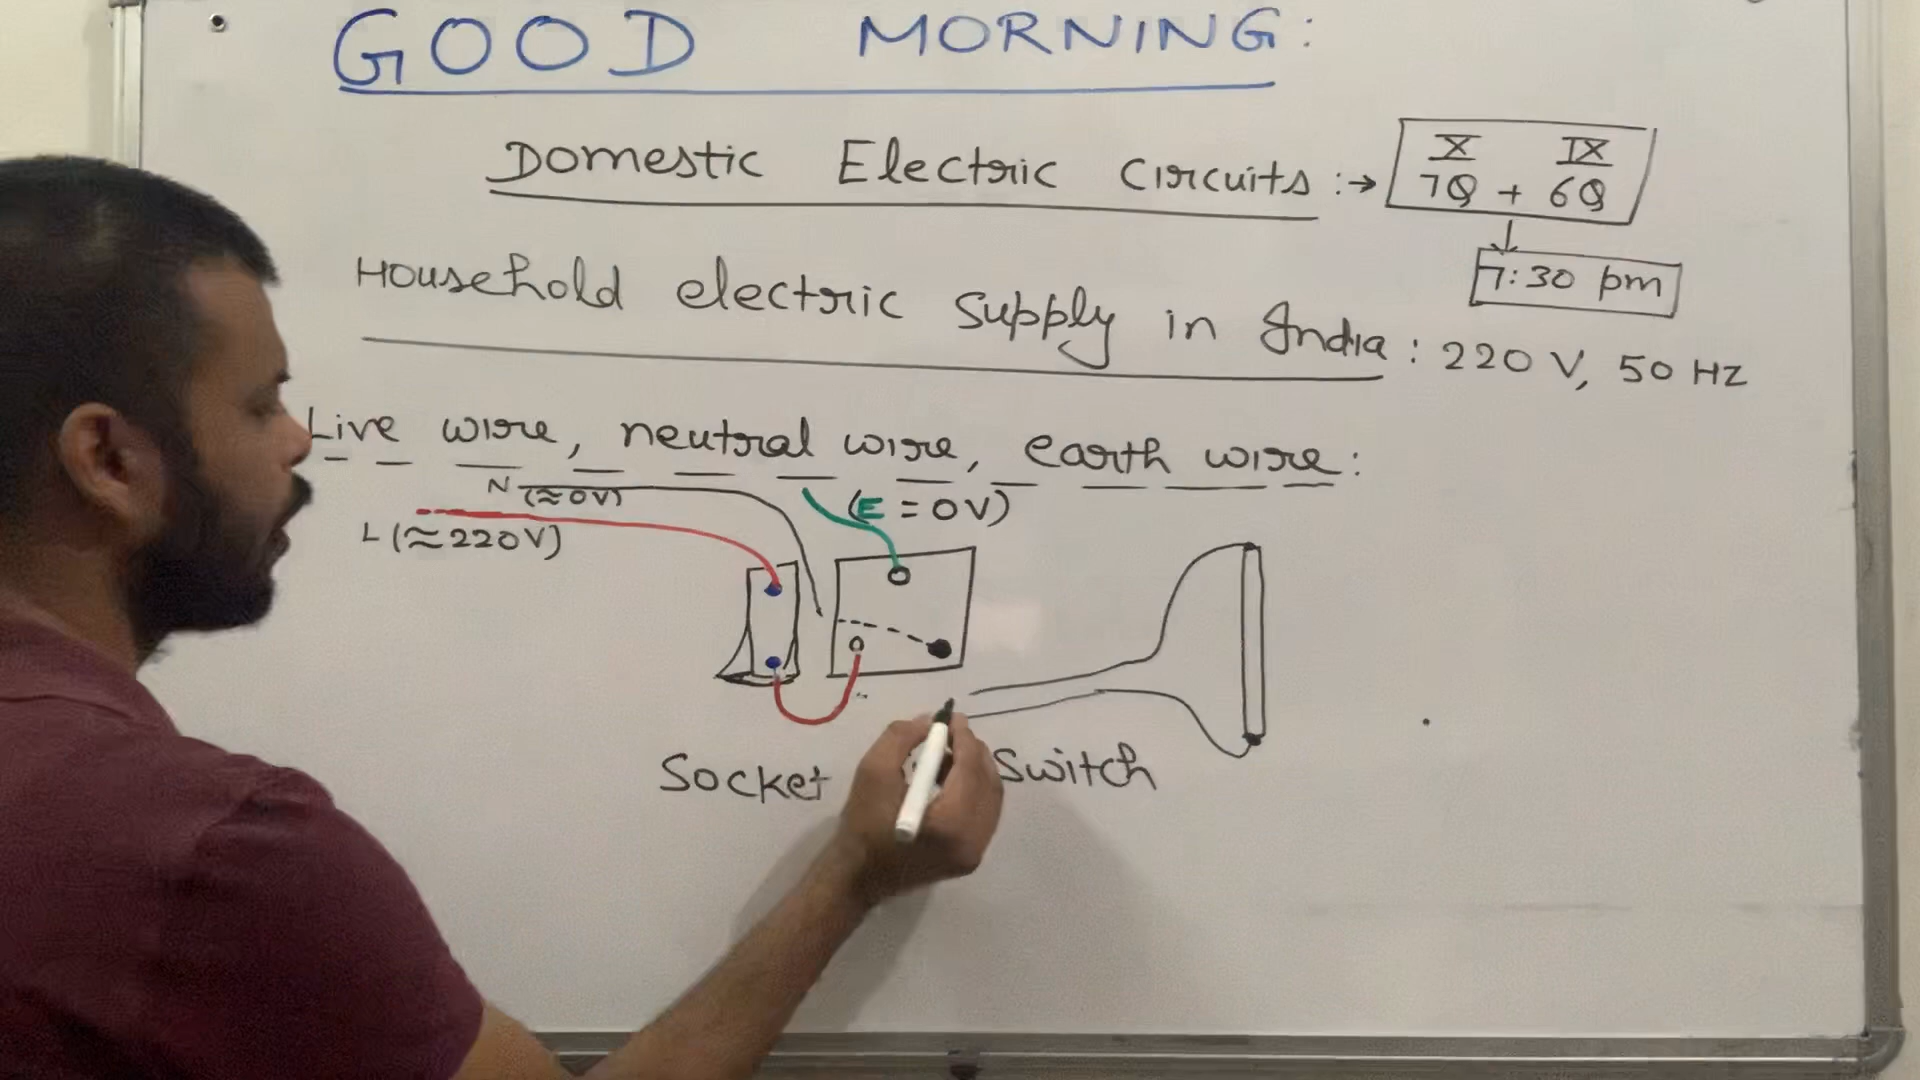 GOOD MORNING:
Domestic Electric Circuits :→ X IX
7Q + 6Q
7:30 pm
Household electric supply in India : 220 V, 50 HZ
Live wire, neutral wire, earth wire:
N (≈0V)
(E = 0V)
L (≈220V)
Socket Switch